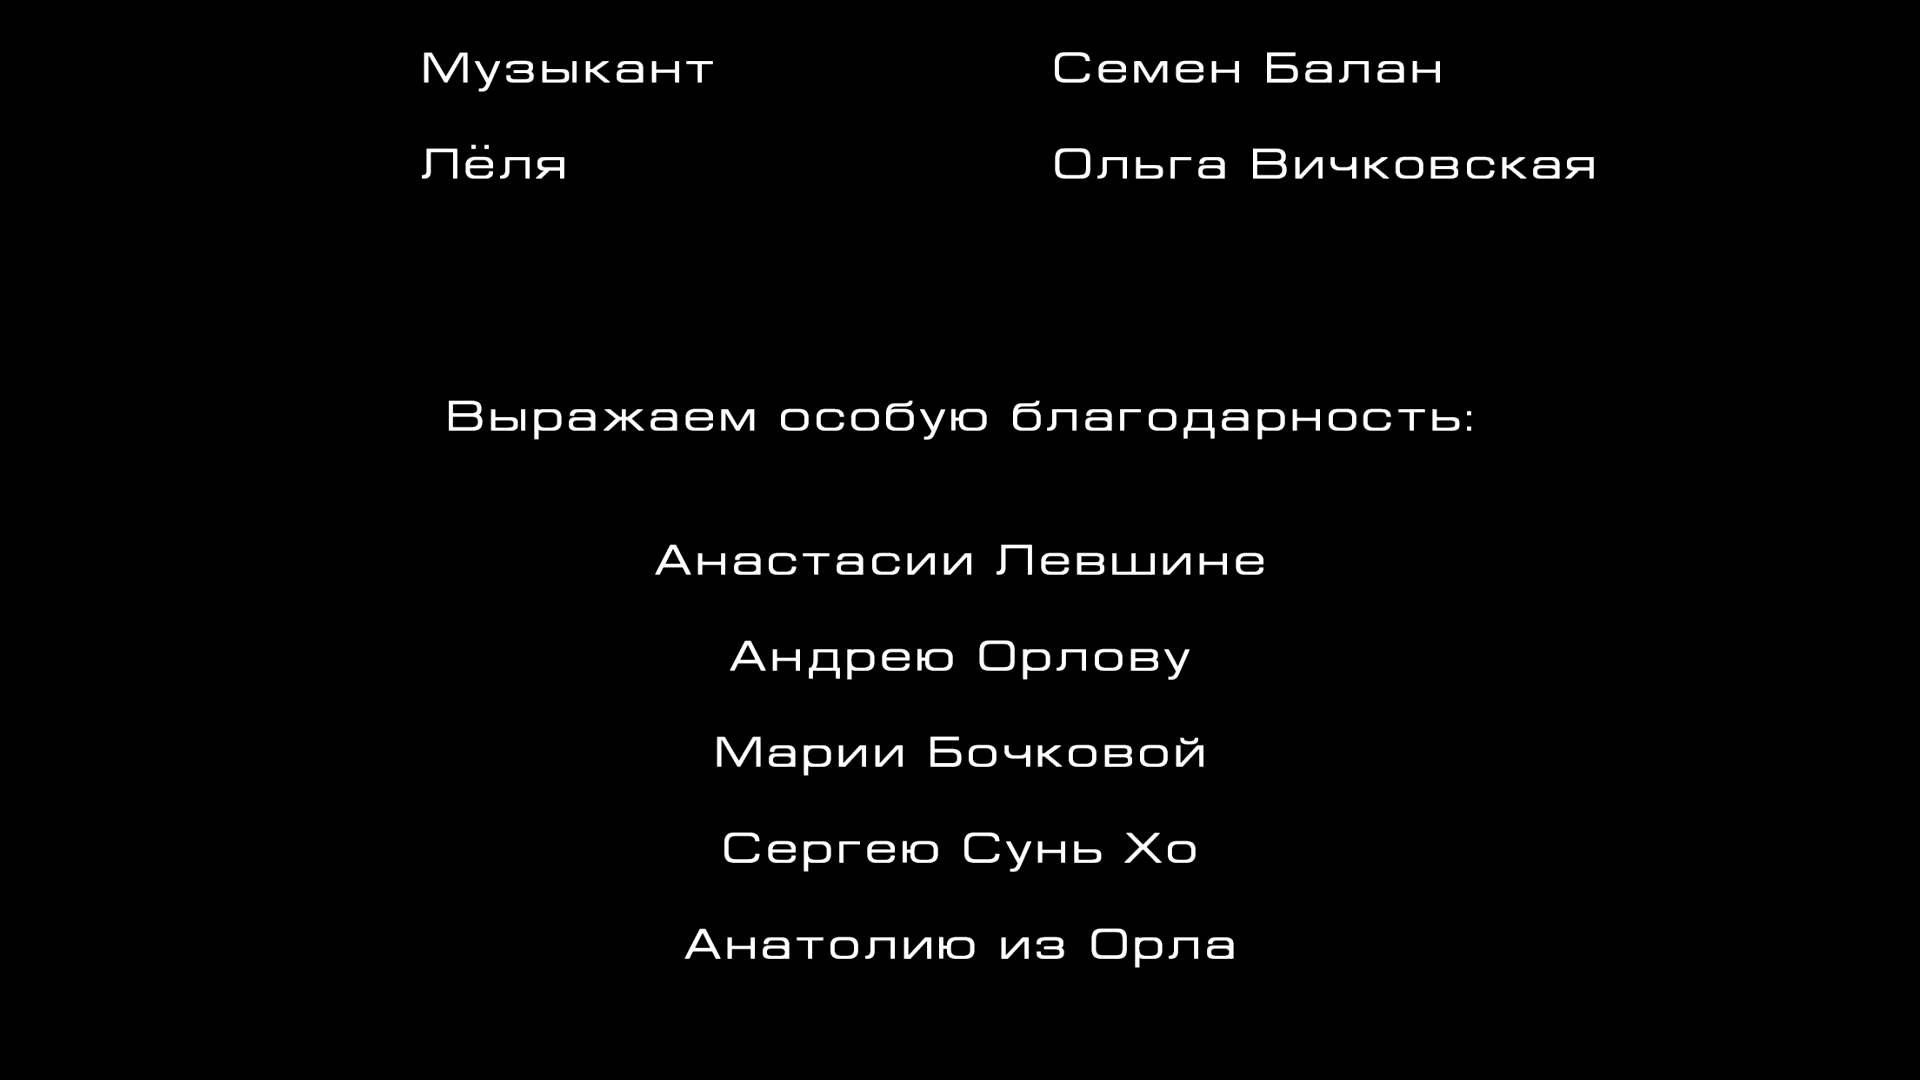 Музыкант Семен Балан
Лёля Ольга Вичковская
Выражаем особую благодарность:
Анастасии Левшине
Андрею Орлову
Марии Бочковой
Сергею Сунь Хо
Анатолию из Орла